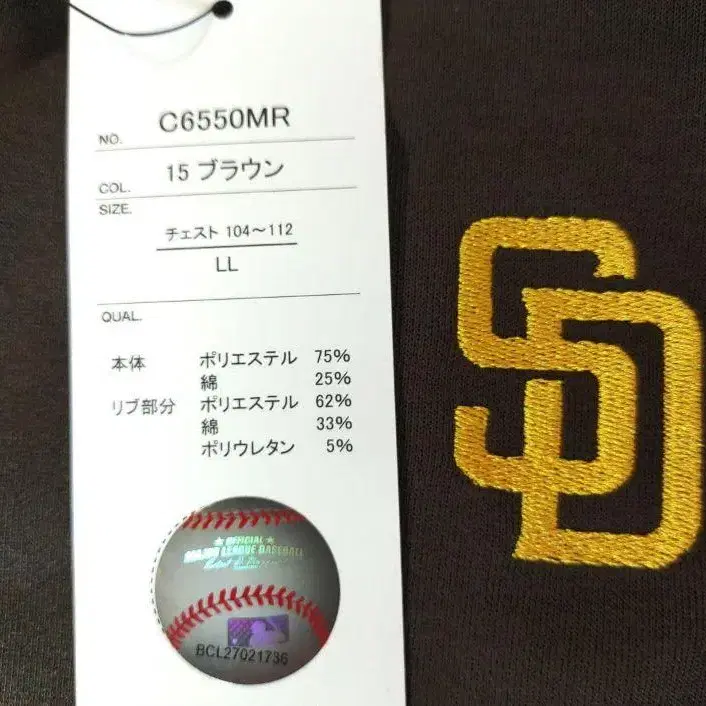 NO. C6550MR
COL. 15 ブラウン
SIZE.
チェスト 104〜112
LL
QUAL.
本体 ポリエステル 75%
綿 25%
リブ部分 ポリエステル 62%
綿 33%
ポリウレタン 5%
OFFICIAL
MAJOR LEAGUE BASEBALL
BCL27021736
SD